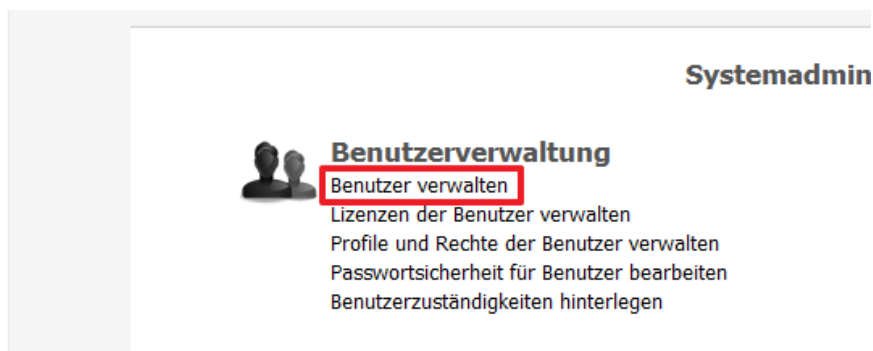 Systemadmin
Benutzerverwaltung
Benutzer verwalten
Lizenzen der Benutzer verwalten
Profile und Rechte der Benutzer verwalten
Passwortsicherheit für Benutzer bearbeiten
Benutzerzuständigkeiten hinterlegen